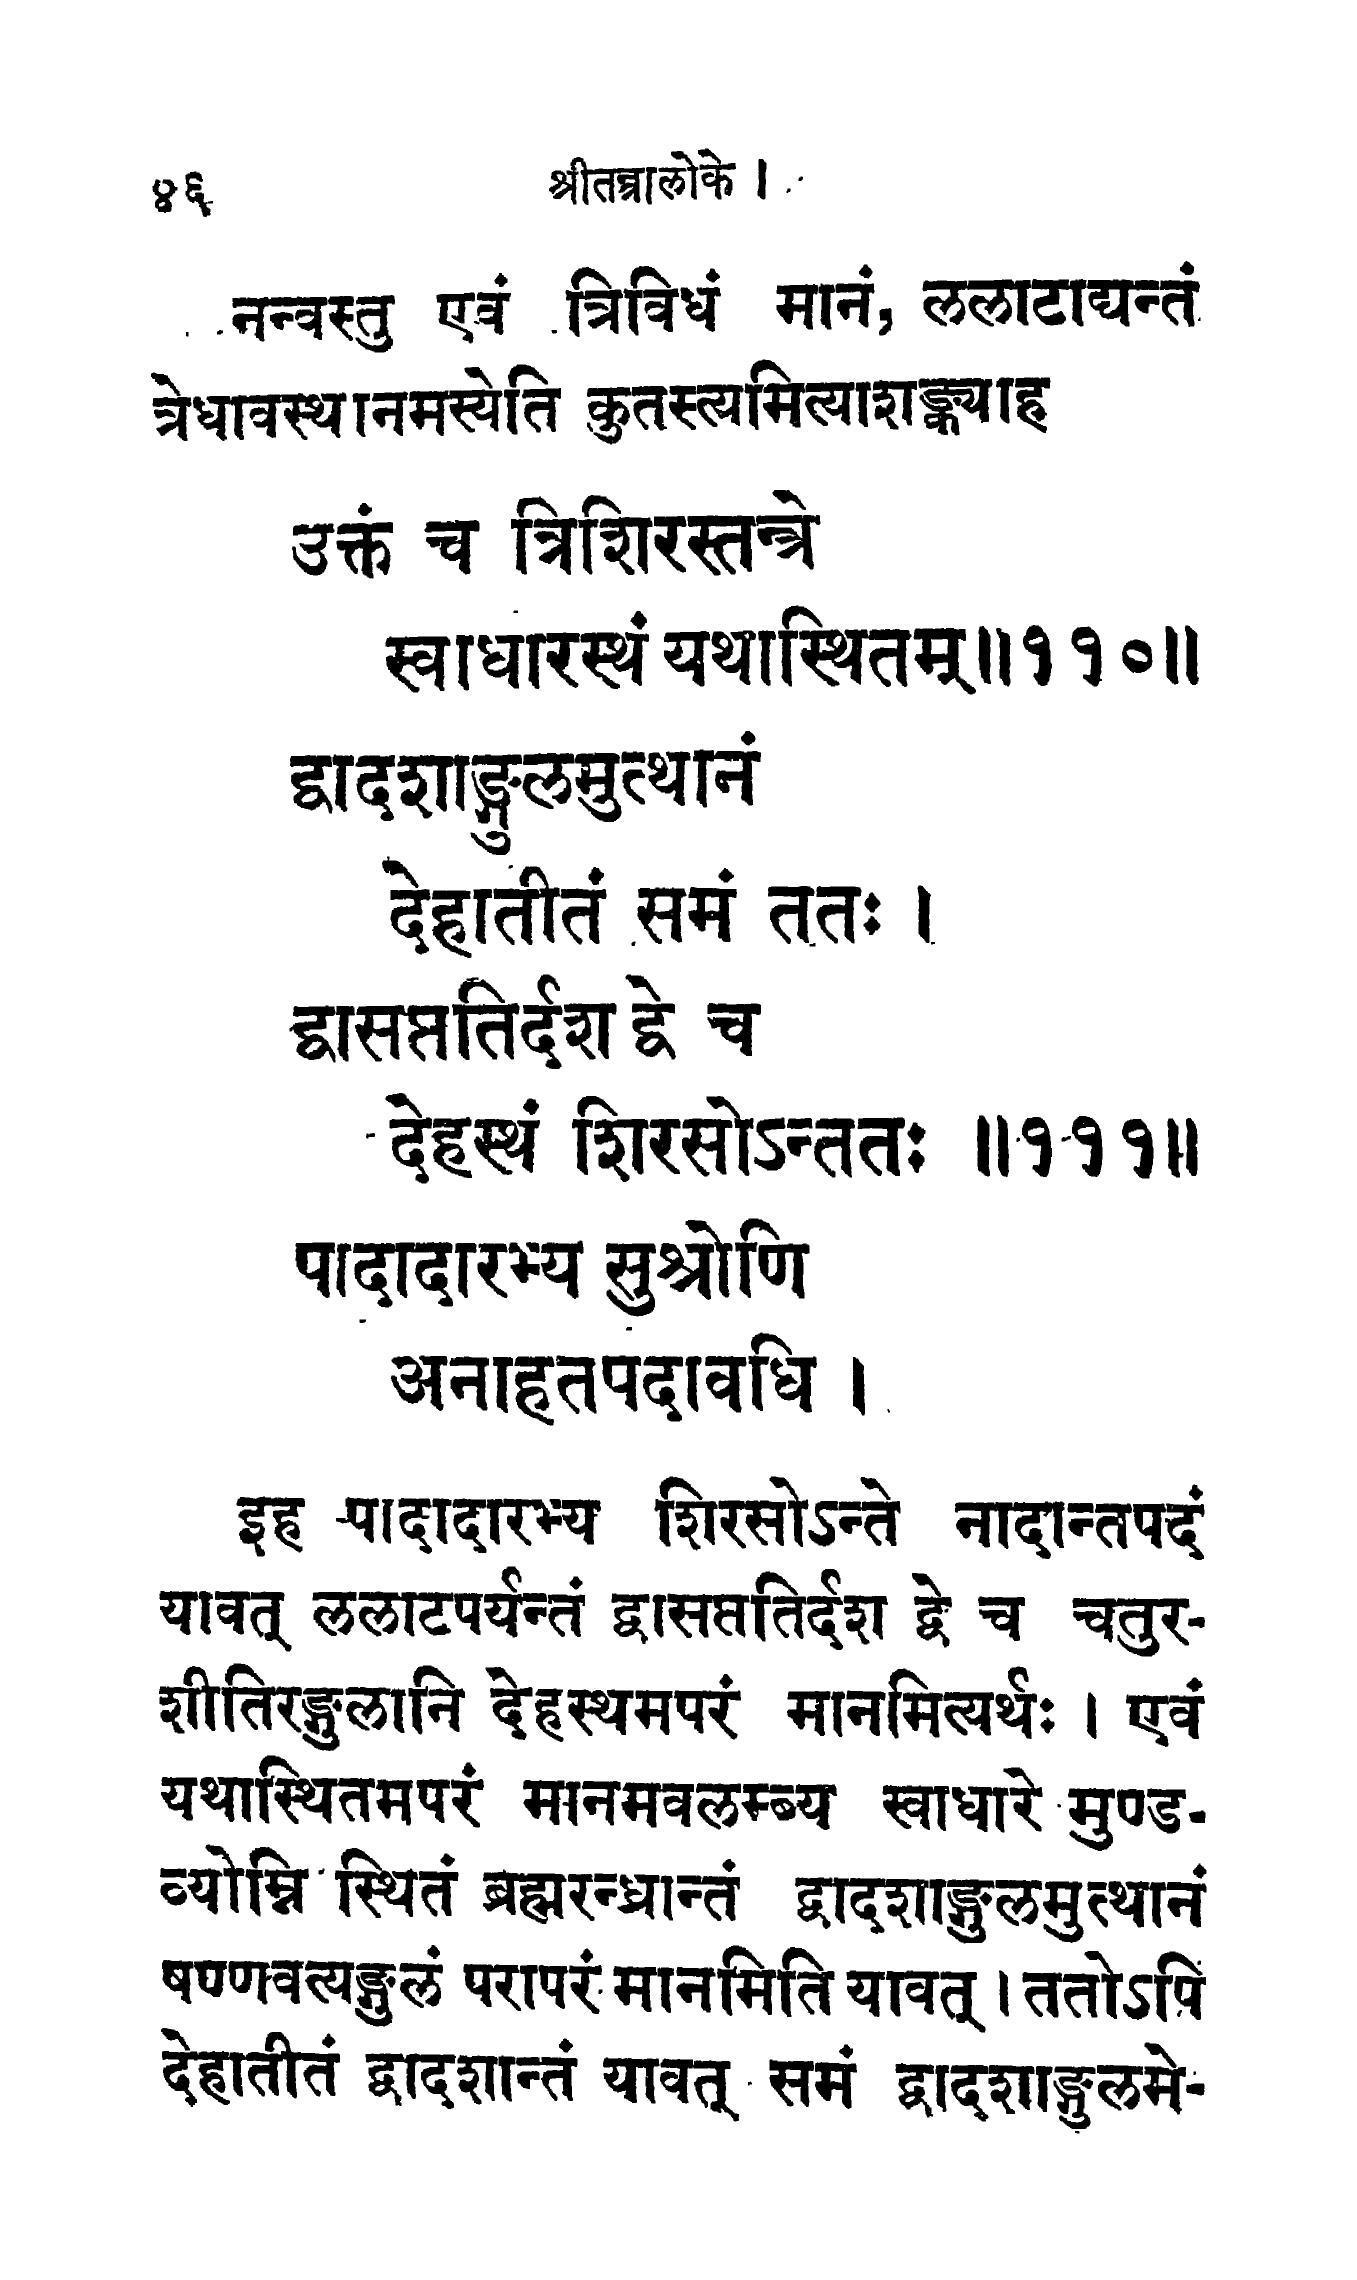 ४६ श्रीतन्त्रालोके ।
नन्वस्तु एवं त्रिविधं मानं, ललाटाद्यन्तं
त्रेधावस्थानमस्येति कुतस्त्यमित्याशङ्क्याह
उक्तं च त्रिशिरस्तन्त्रे
स्वाधारस्थं यथास्थितम्॥११०॥
द्वादशाङ्गुलमुत्थानं
देहातीतं समं ततः ।
द्वासप्ततिर्दश द्वे च
देहस्थं शिरसोऽन्ततः ॥१११॥
पादादारभ्य सुश्रोणि
अनाहतपदावधि ।
इह पादादारभ्य शिरसोऽन्ते नादान्तपदं
यावत् ललाटपर्यन्तं द्वासप्ततिर्दश द्वे च चतुर-
शीतिरङ्गुलानि देहस्थमपरं मानमित्यर्थः । एवं
यथास्थितमपरं मानमवलम्ब्य स्वाधारे मुण्ड-
व्योम्नि स्थितं ब्रह्मरन्ध्रान्तं द्वादशाङ्गुलमुत्थानं
षण्णवत्यङ्गुलं परापरं मानमिति यावत् । ततोऽपि
देहातीतं द्वादशान्तं यावत् समं द्वादशाङ्गुलमे-